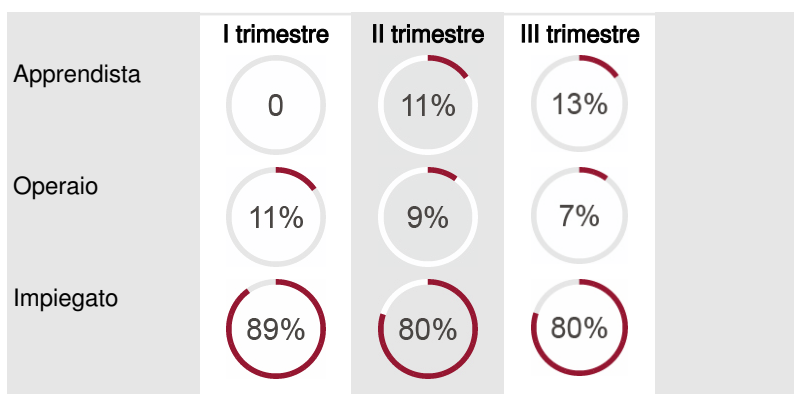 I trimestre II trimestre III trimestre
Apprendista 0 11% 13%
Operaio 11% 9% 7%
Impiegato 89% 80% 80%